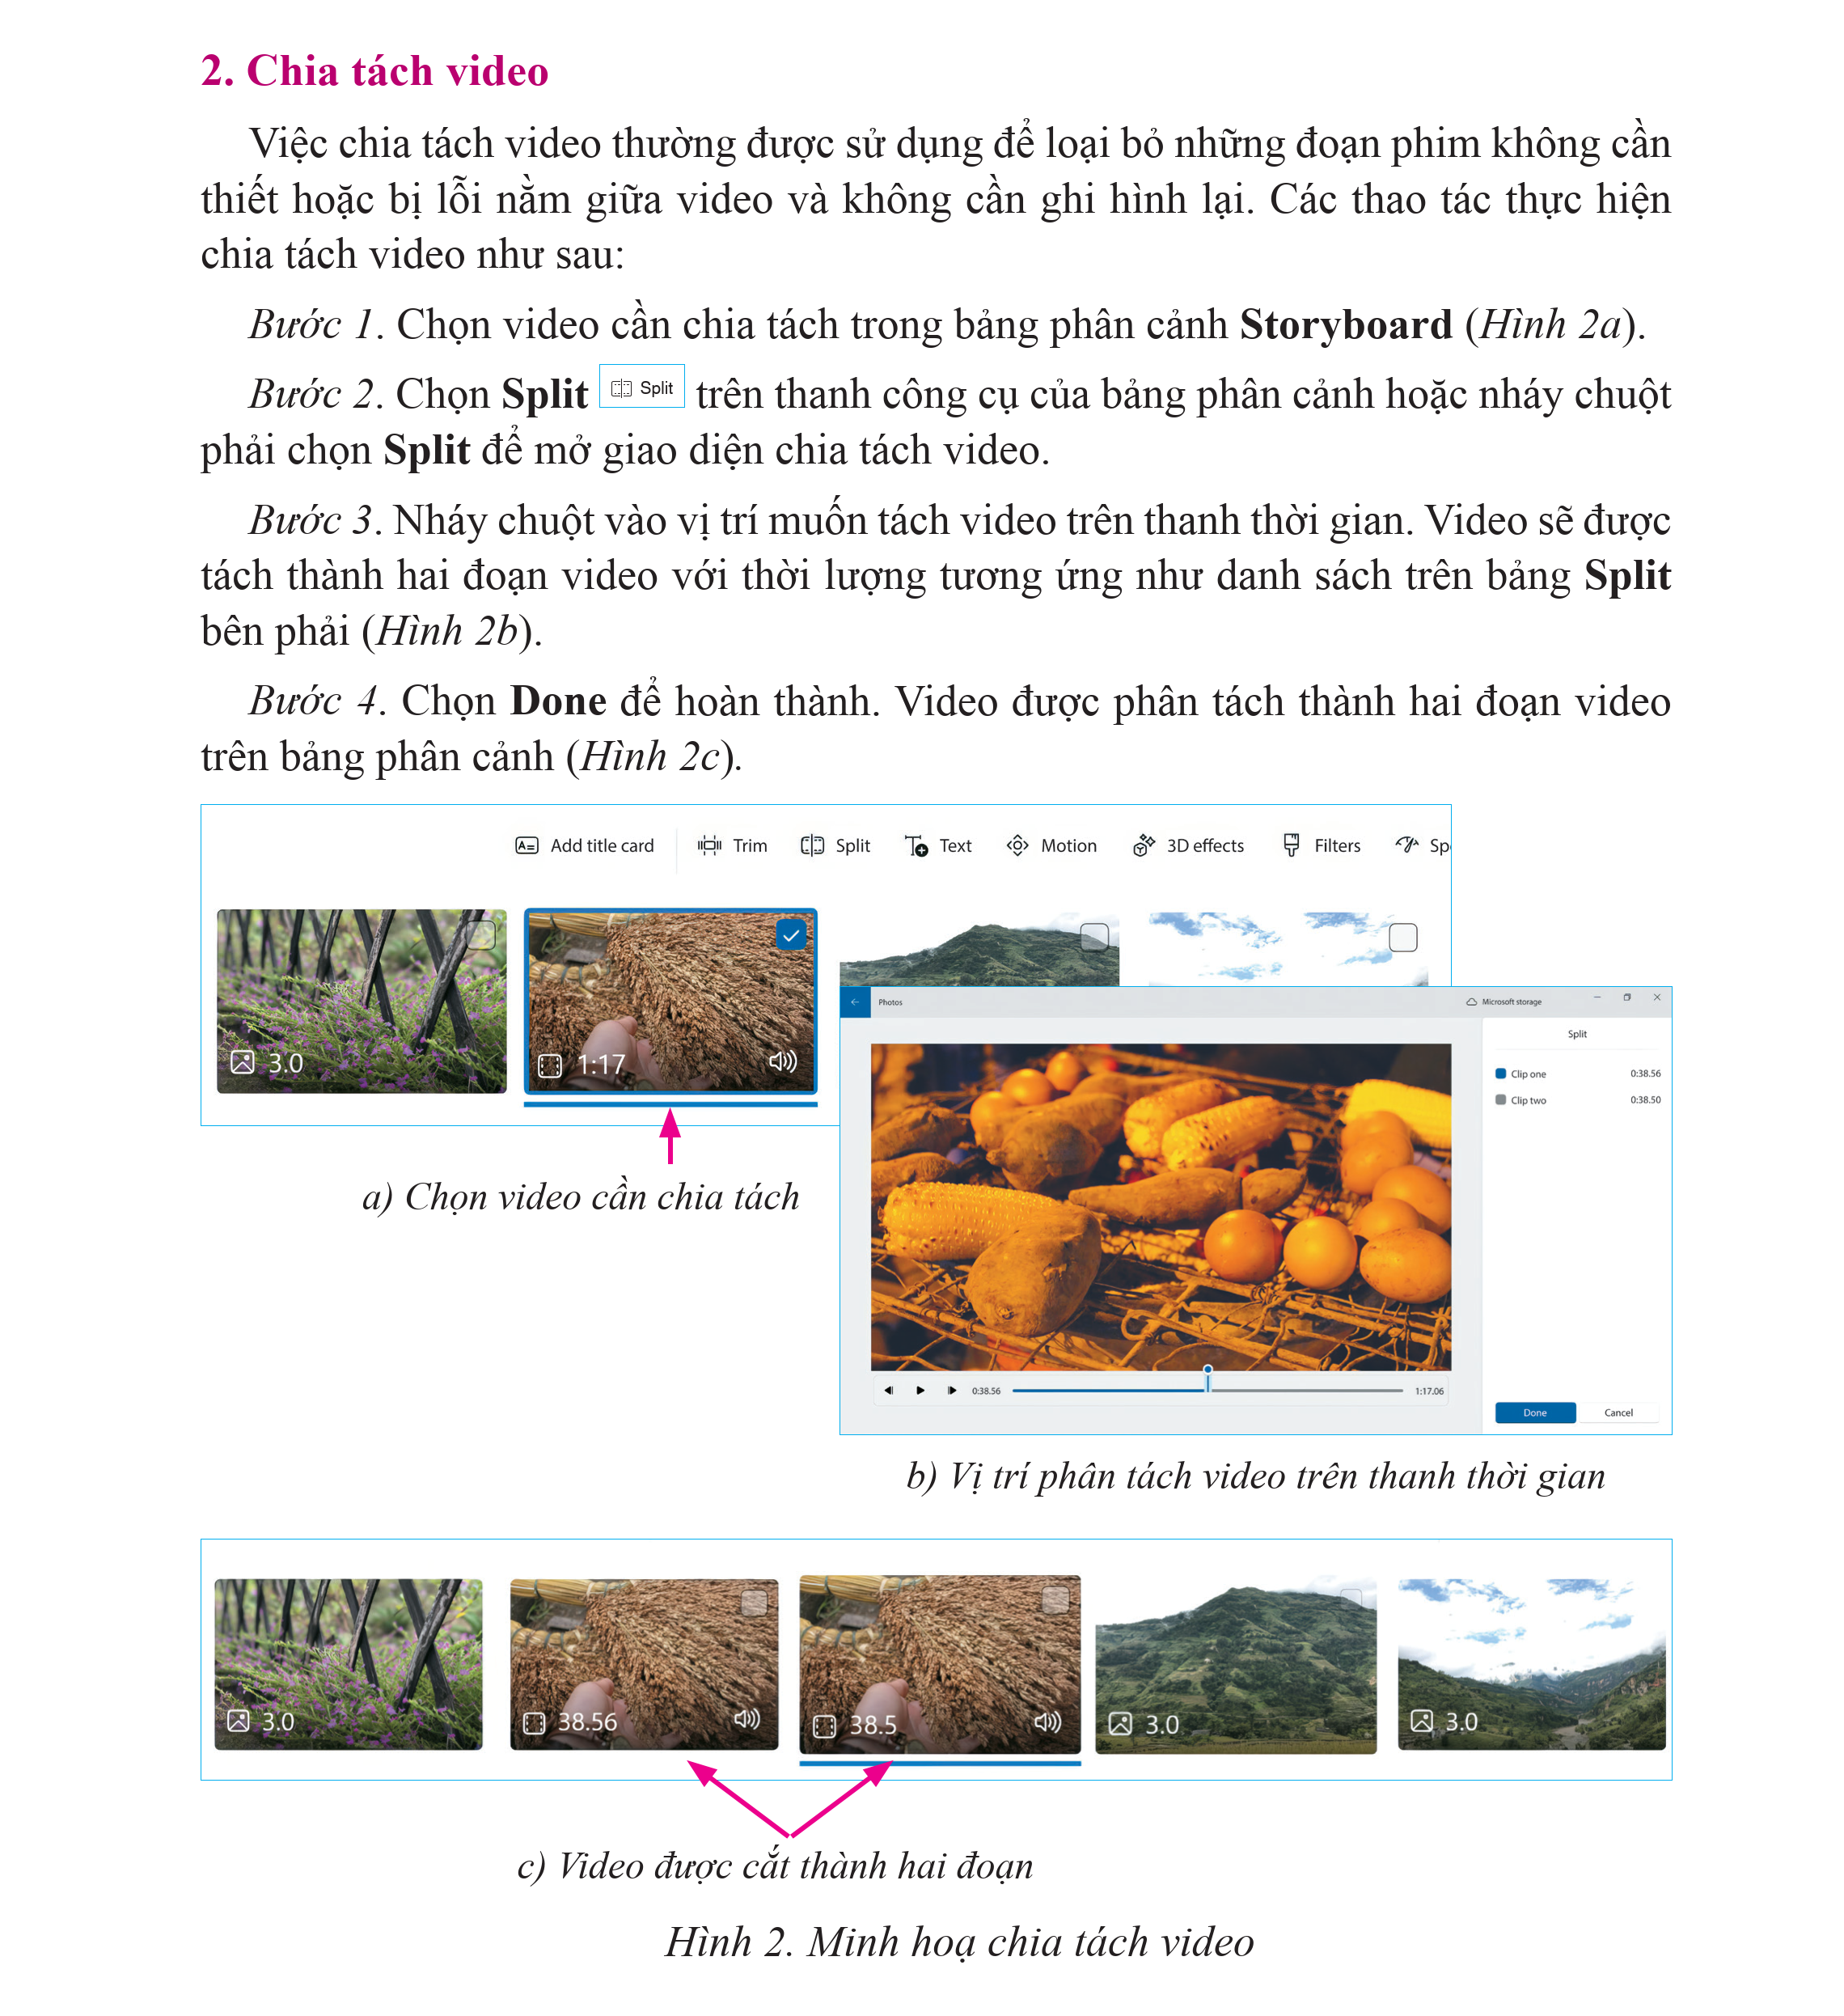 2. Chia tách video
Việc chia tách video thường được sử dụng để loại bỏ những đoạn phim không cần
thiết hoặc bị lỗi nằm giữa video và không cần ghi hình lại. Các thao tác thực hiện
chia tách video như sau:
Bước 1. Chọn video cần chia tách trong bảng phân cảnh Storyboard (Hình 2a).
Bước 2. Chọn Split Split trên thanh công cụ của bảng phân cảnh hoặc nháy chuột
phải chọn Split để mở giao diện chia tách video.
Bước 3. Nháy chuột vào vị trí muốn tách video trên thanh thời gian. Video sẽ được
tách thành hai đoạn video với thời lượng tương ứng như danh sách trên bảng Split
bên phải (Hình 2b).
Bước 4. Chọn Done để hoàn thành. Video được phân tách thành hai đoạn video
trên bảng phân cảnh (Hình 2c).
Add title card Trim Split Text Motion 3D effects Filters Sp
3.0 1:17
a) Chọn video cần chia tách
Photos Microsoft storage
Split
Clip one 0:38.56
Clip two 0:38.50
0:38.56 1:17.06
Done Cancel
b) Vị trí phân tách video trên thanh thời gian
3.0 38.56 38.5 3.0 3.0
c) Video được cắt thành hai đoạn
Hình 2. Minh hoạ chia tách video